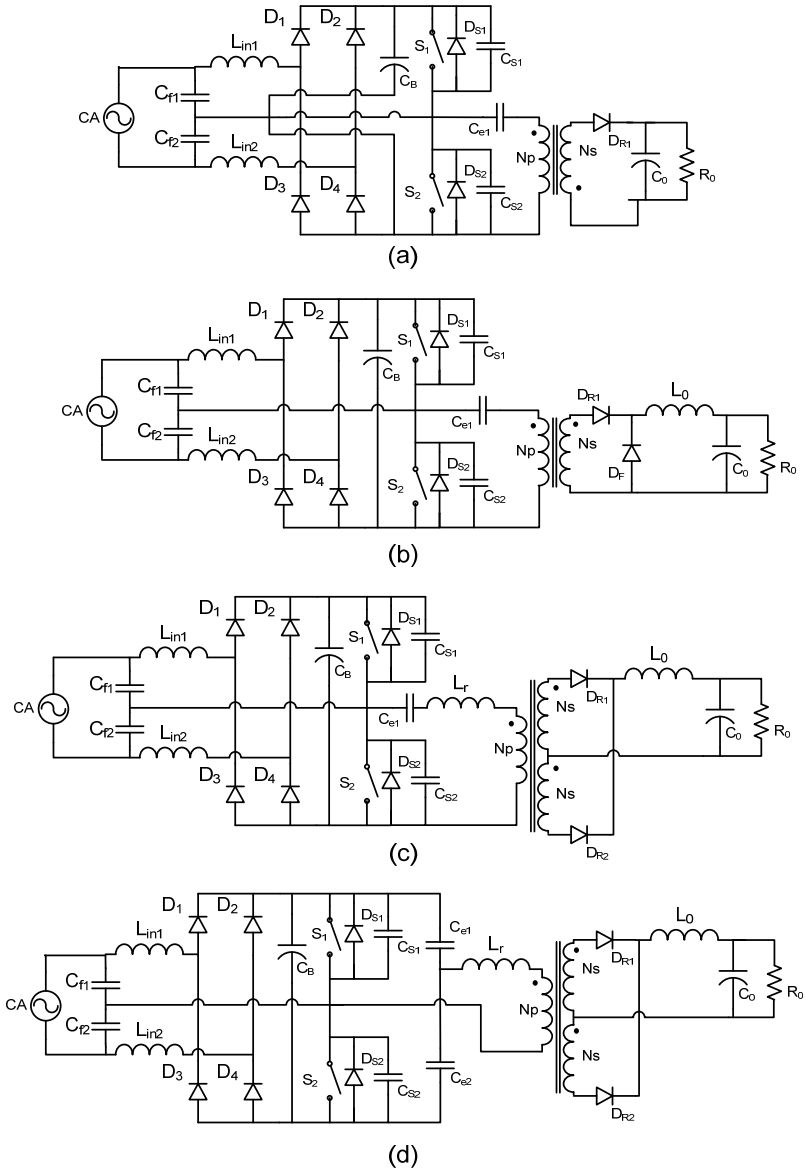 D1 D2
Lin1
S1 DS1 CS1
CB
Cf1
CA
Cf2
Ce1
Np Ns
DR1
C0 R0
Lin2
D3 D4
S2 DS2 CS2
(a)
D1 D2
Lin1
S1 DS1 CS1
CB
Cf1
CA
Cf2
Ce1
Np Ns
DR1 L0
DF
C0 R0
Lin2
D3 D4
S2 DS2 CS2
(b)
D1 D2
Lin1
S1 DS1 CS1
CB
Cf1
CA
Cf2
Ce1 Lr
Np Ns
DR1 L0
C0 R0
Lin2
D3 D4
S2 DS2 CS2
Ns
DR2
(c)
D1 D2
Lin1
S1 DS1 CS1
CB
Ce1
Lr
Cf1
CA
Cf2
Np Ns
DR1 L0
C0 R0
Lin2
D3 D4
S2 DS2 CS2
Ce2
Ns
DR2
(d)